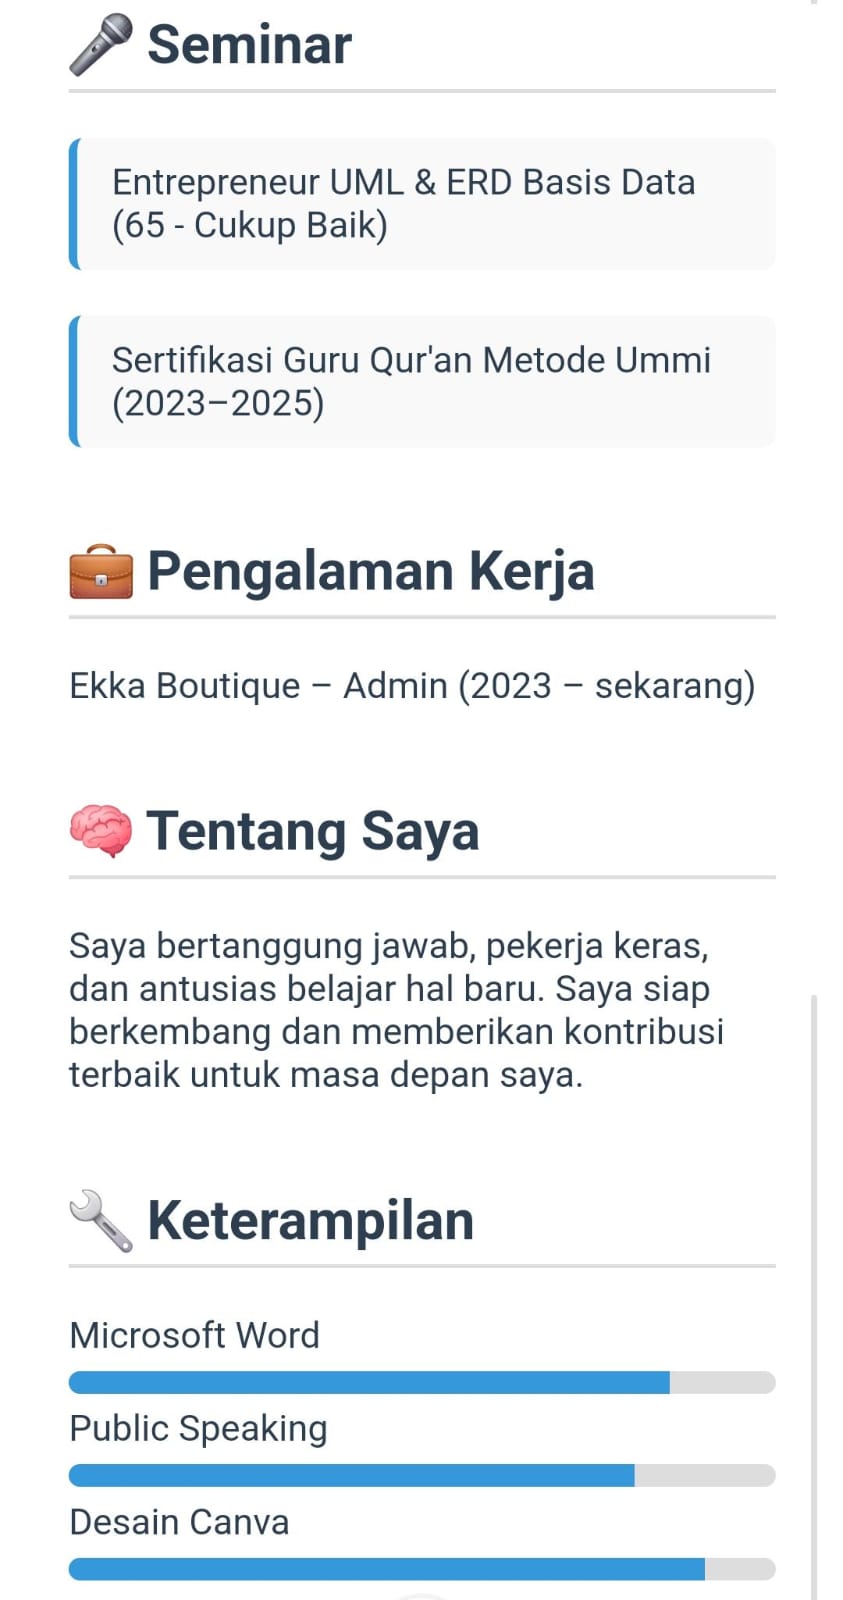 Seminar
Entrepreneur UML & ERD Basis Data
(65 - Cukup Baik)
Sertifikasi Guru Qur'an Metode Ummi
(2023–2025)
Pengalaman Kerja
Ekka Boutique – Admin (2023 – sekarang)
Tentang Saya
Saya bertanggung jawab, pekerja keras,
dan antusias belajar hal baru. Saya siap
berkembang dan memberikan kontribusi
terbaik untuk masa depan saya.
Keterampilan
Microsoft Word
Public Speaking
Desain Canva